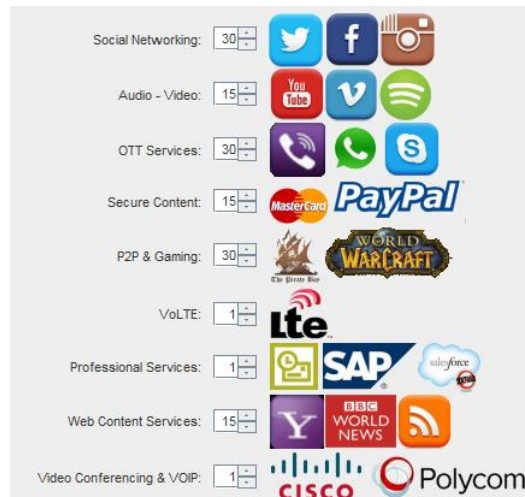 Social Networking: 30
f
Audio - Video: 15
You Tube
v
OTT Services: 30
S
Secure Content: 15
MasterCard PayPal
P2P & Gaming: 30
The Pirate Bay
WORLD
WARCRAFT
VoLTE: 1
lte
Professional Services: 1
SAP
salesforce
Web Content Services: 15
Y!
BBC
WORLD
NEWS
Video Conferencing & VOIP: 1
CISCO
Polycom